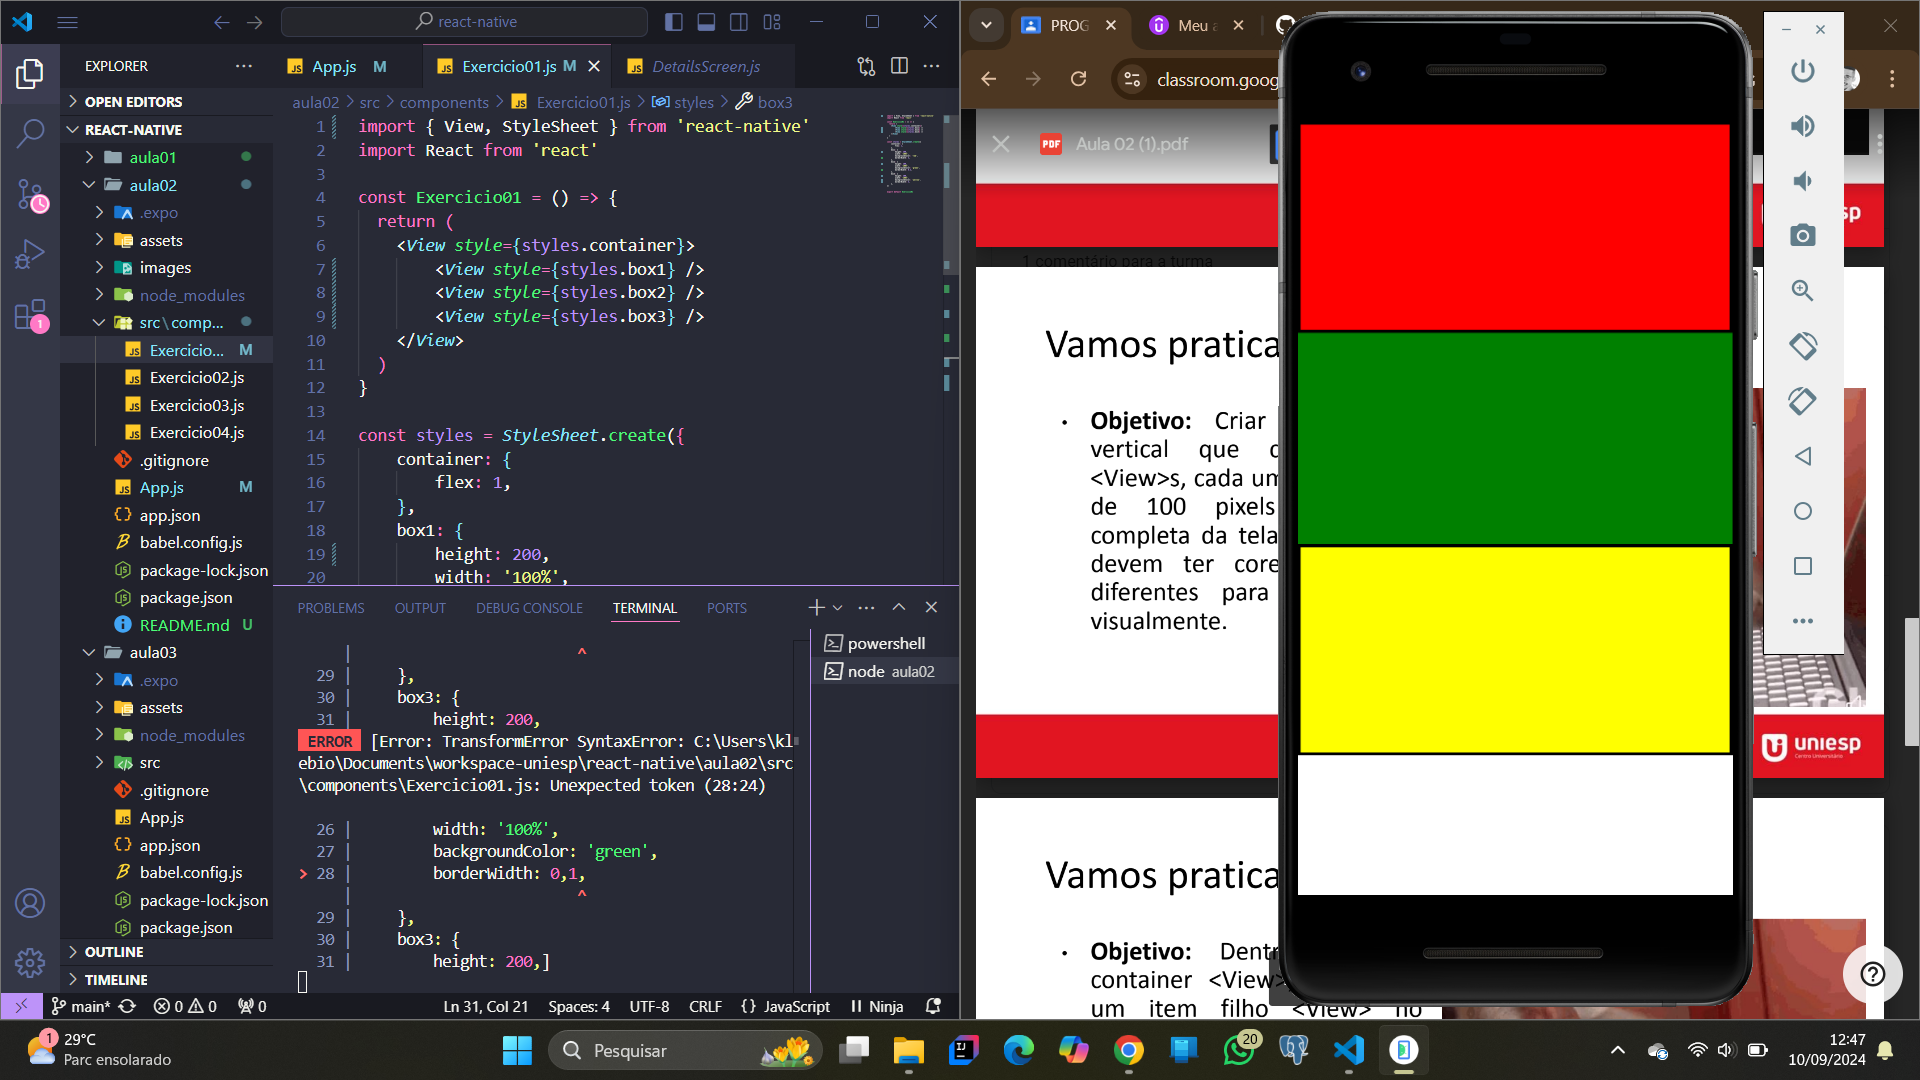 react-native
EXPLORER
OPEN EDITORS
REACT-NATIVE
aula01
aula02
.expo
assets
images
node_modules
src\comp...
Exercicio... M
Exercicio02.js
Exercicio03.js
Exercicio04.js
.gitignore
App.js M
app.json
babel.config.js
package-lock.json
package.json
README.md U
aula03
.expo
assets
node_modules
src
.gitignore
App.js
app.json
babel.config.js
package-lock.json
package.json
OUTLINE
TIMELINE
App.js M
Exercicio01.js M
DetailsScreen.js
aula02 > src > components > Exercicio01.js > styles > box3
1 import { View, StyleSheet } from 'react-native'
2 import React from 'react'
3
4 const Exercicio01 = () => {
5 return (
6 <View style={styles.container}>
7 <View style={styles.box1} />
8 <View style={styles.box2} />
9 <View style={styles.box3} />
10 </View>
11 )
12 }
13
14 const styles = StyleSheet.create({
15 container: {
16 flex: 1,
17 },
18 box1: {
19 height: 200,
20 width: '100%',
PROBLEMS OUTPUT DEBUG CONSOLE TERMINAL PORTS
powershell
node aula02
| ^
29 | },
30 | box3: {
31 | height: 200,
ERROR [Error: TransformError SyntaxError: C:\Users\kl
ebio\Documents\workspace-uniesp\react-native\aula02\src
\components\Exercicio01.js: Unexpected token (28:24)
26 | width: '100%',
27 | backgroundColor: 'green',
> 28 | borderWidth: 0,1,
| ^
29 | },
30 | box3: {
31 | height: 200,]
main* 0 0 0
Ln 31, Col 21 Spaces: 4 UTF-8 CRLF {} JavaScript Ninja
PROG
Meu a
classroom.goog
PDF Aula 02 (1).pdf
sp
1 comentário para a turma
Vamos pratica
• Objetivo: Criar
vertical que
<View>s, cada um
de 100 pixels
completa da tela
devem ter core
diferentes para
visualmente.
uniesp
Centro Universitário
Vamos pratica
• Objetivo: Dent
container <View>
um item filho <View> no
1
29°C
Parc ensolarado
Pesquisar
20
12:47
10/09/2024